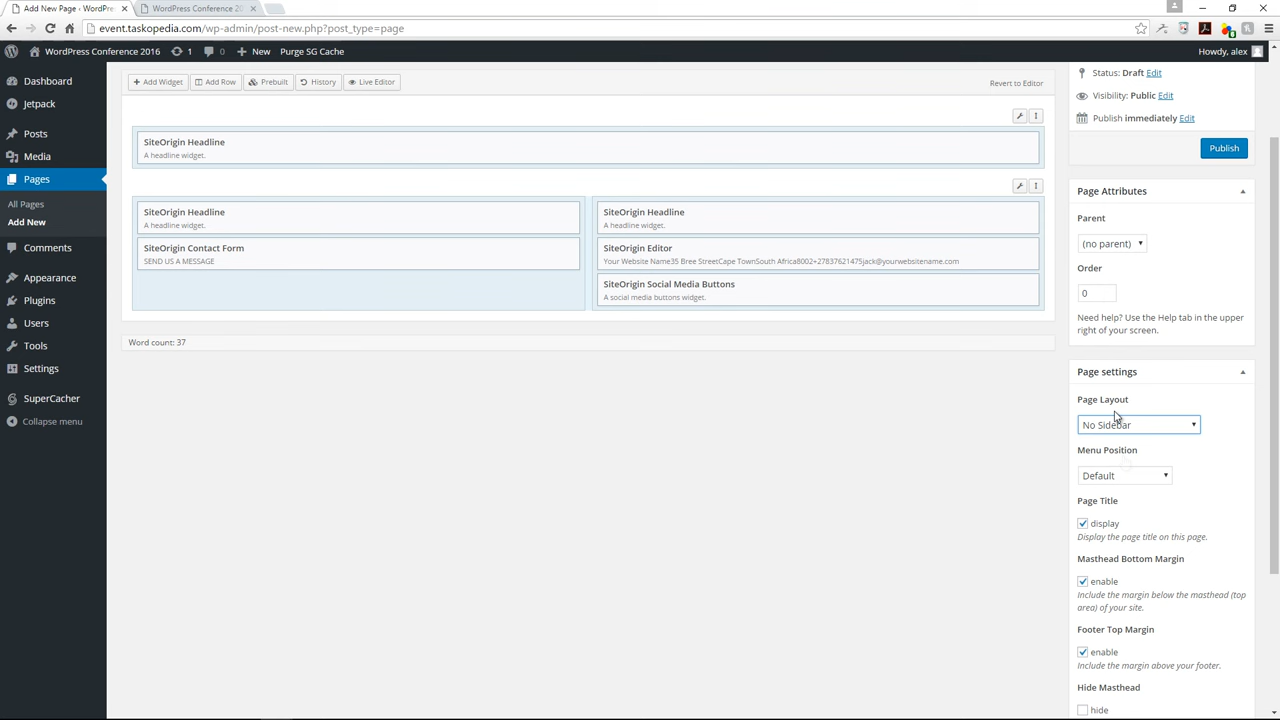 Add New Page ‹ WordPre
WordPress Conference 20
event.taskopedia.com/wp-admin/post-new.php?post_type=page
WordPress Conference 2016
1
0
New
Purge SG Cache
Howdy, alex
Dashboard
Jetpack
Posts
Media
Pages
All Pages
Add New
Comments
Appearance
Plugins
Users
Tools
Settings
SuperCacher
Collapse menu
Add Widget
Add Row
Prebuilt
History
Live Editor
Revert to Editor
SiteOrigin Headline
A headline widget.
SiteOrigin Headline
A headline widget.
SiteOrigin Contact Form
SEND US A MESSAGE
SiteOrigin Headline
A headline widget.
SiteOrigin Editor
Your Website Name35 Bree StreetCape TownSouth Africa8002+27837621475jack@yourwebsitename.com
SiteOrigin Social Media Buttons
A social media buttons widget.
Word count: 37
Status: Draft Edit
Visibility: Public Edit
Publish immediately Edit
Publish
Page Attributes
Parent
(no parent)
Order
0
Need help? Use the Help tab in the upper
right of your screen.
Page settings
Page Layout
No Sidebar
Menu Position
Default
Page Title
display
Display the page title on this page.
Masthead Bottom Margin
enable
Include the margin below the masthead (top
area) of your site.
Footer Top Margin
enable
Include the margin above your footer.
Hide Masthead
hide